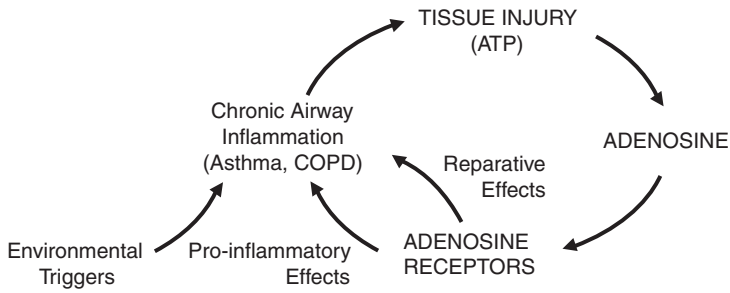 TISSUE INJURY
(ATP)
Chronic Airway
Inflammation
(Asthma, COPD)
ADENOSINE
Reparative
Effects
Environmental
Triggers
Pro-inflammatory
Effects
ADENOSINE
RECEPTORS